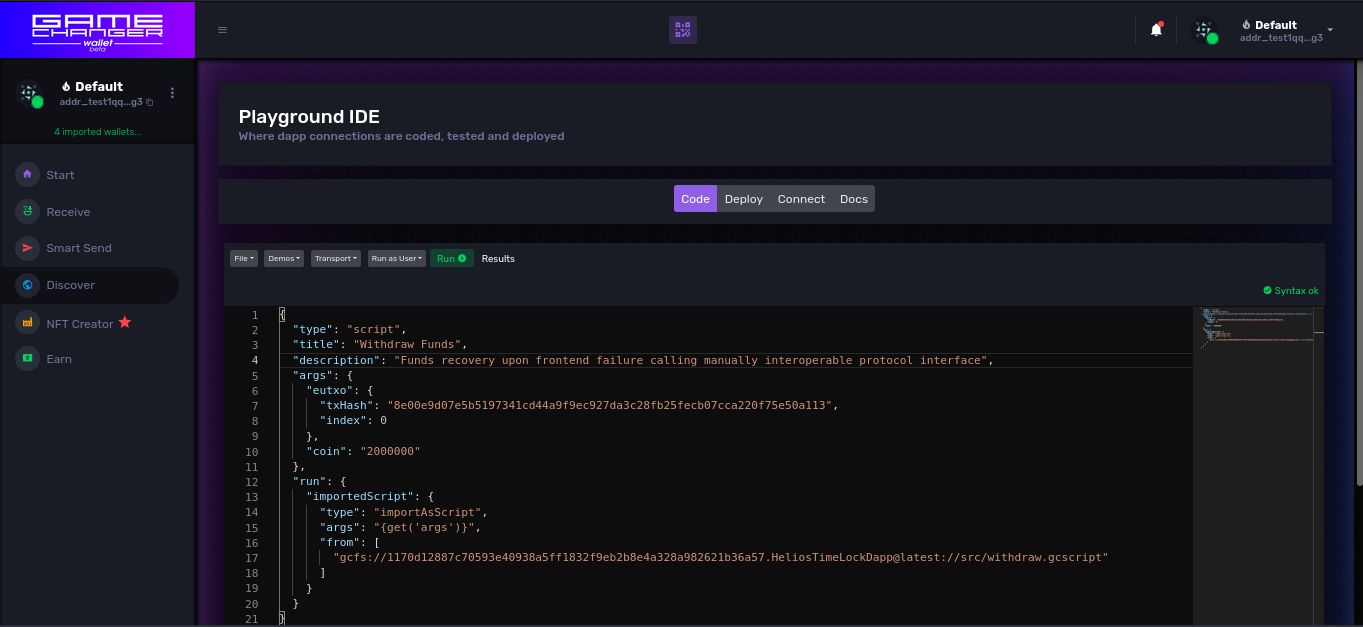 GAME
CHANGER
wallet
beta
Default
addr_test1qq...g3
Default
addr_test1qq...g3
4 imported wallets...
Start
Receive
Smart Send
Discover
NFT Creator
Earn
Playground IDE
Where dapp connections are coded, tested and deployed
Code Deploy Connect Docs
File Demos Transport Run as User Run Results
Syntax ok
1 {
2 "type": "script",
3 "title": "Withdraw Funds",
4 "description": "Funds recovery upon frontend failure calling manually interoperable protocol interface",
5 "args": {
6 "eutxo": {
7 "txHash": "8e00e9d07e5b5197341cd44a9f9ec927da3c28fb25fecb07cca220f75e50a113",
8 "index": 0
9 },
10 "coin": "2000000"
11 },
12 "run": {
13 "importedScript": {
14 "type": "importAsScript",
15 "args": "{get('args')}",
16 "from": [
17 "gcfs://1170d12887c70593e40938a5ff1832f9eb2b8e4a328a982621b36a57.HeliosTimeLockDapp@latest://src/withdraw.gcscript"
18 ]
19 }
20 }
21 }